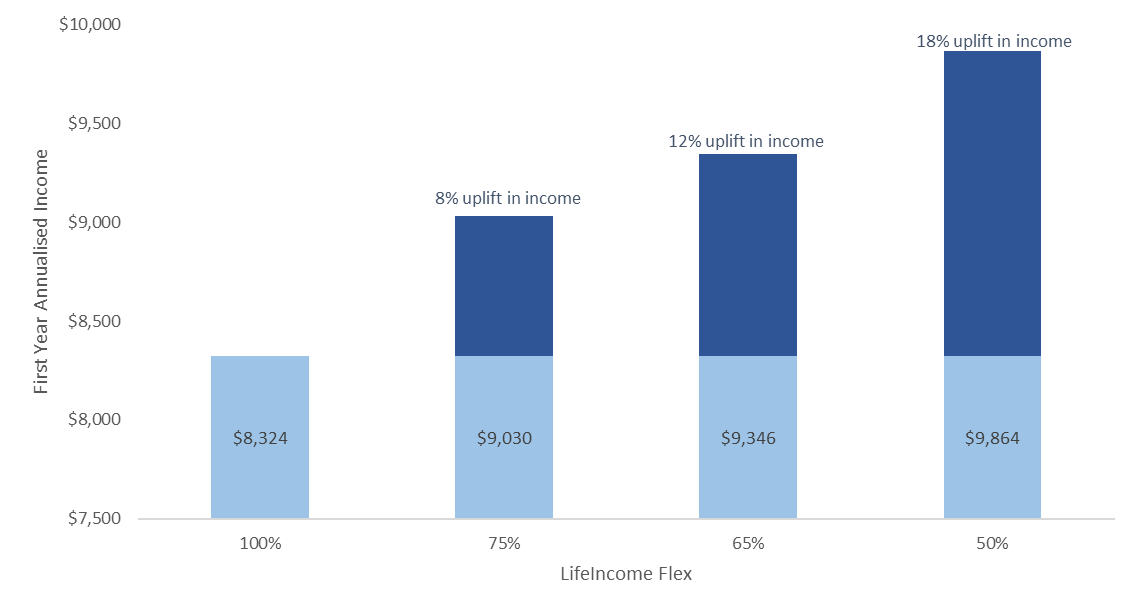 $10,000
18% uplift in income
$9,500
12% uplift in income
8% uplift in income
$9,000
First Year Annualised Income
$8,500
$8,000
$8,324
$9,030
$9,346
$9,864
$7,500
100%
75%
65%
50%
LifeIncome Flex